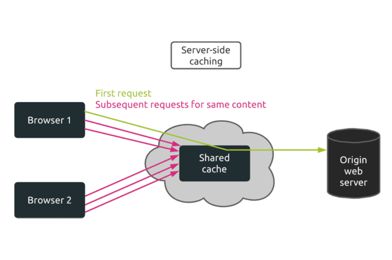 Server-side
caching
First request
Subsequent requests for same content
Browser 1
Shared
cache
Origin
web
server
Browser 2